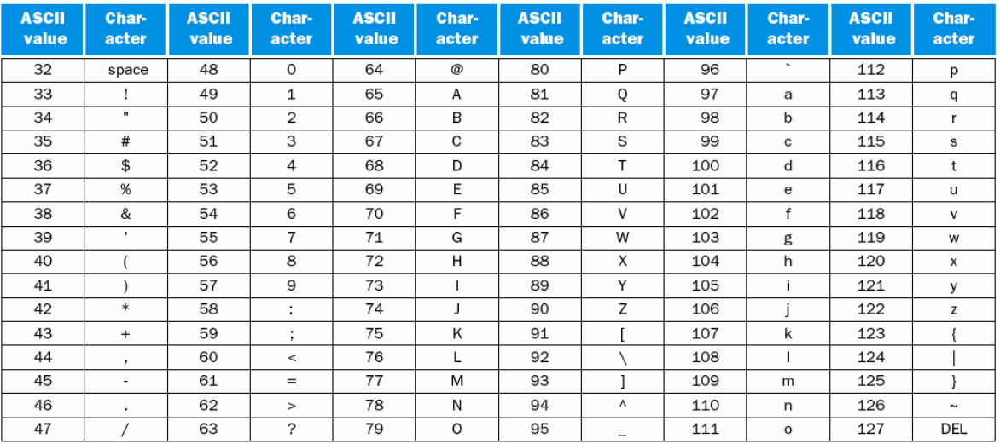 ASCII value Char-acter ASCII value Char-acter ASCII value Char-acter ASCII value Char-acter ASCII value Char-acter ASCII value Char-acter
32 space 48 0 64 @ 80 P 96 ` 112 p
33 ! 49 1 65 A 81 Q 97 a 113 q
34 " 50 2 66 B 82 R 98 b 114 r
35 # 51 3 67 C 83 S 99 c 115 s
36 $ 52 4 68 D 84 T 100 d 116 t
37 % 53 5 69 E 85 U 101 e 117 u
38 & 54 6 70 F 86 V 102 f 118 v
39 ' 55 7 71 G 87 W 103 g 119 w
40 ( 56 8 72 H 88 X 104 h 120 x
41 ) 57 9 73 I 89 Y 105 i 121 y
42 * 58 : 74 J 90 Z 106 j 122 z
43 + 59 ; 75 K 91 [ 107 k 123 {
44 , 60 < 76 L 92 \ 108 l 124 |
45 - 61 = 77 M 93 ] 109 m 125 }
46 . 62 > 78 N 94 ^ 110 n 126 ~
47 / 63 ? 79 O 95 _ 111 o 127 DEL